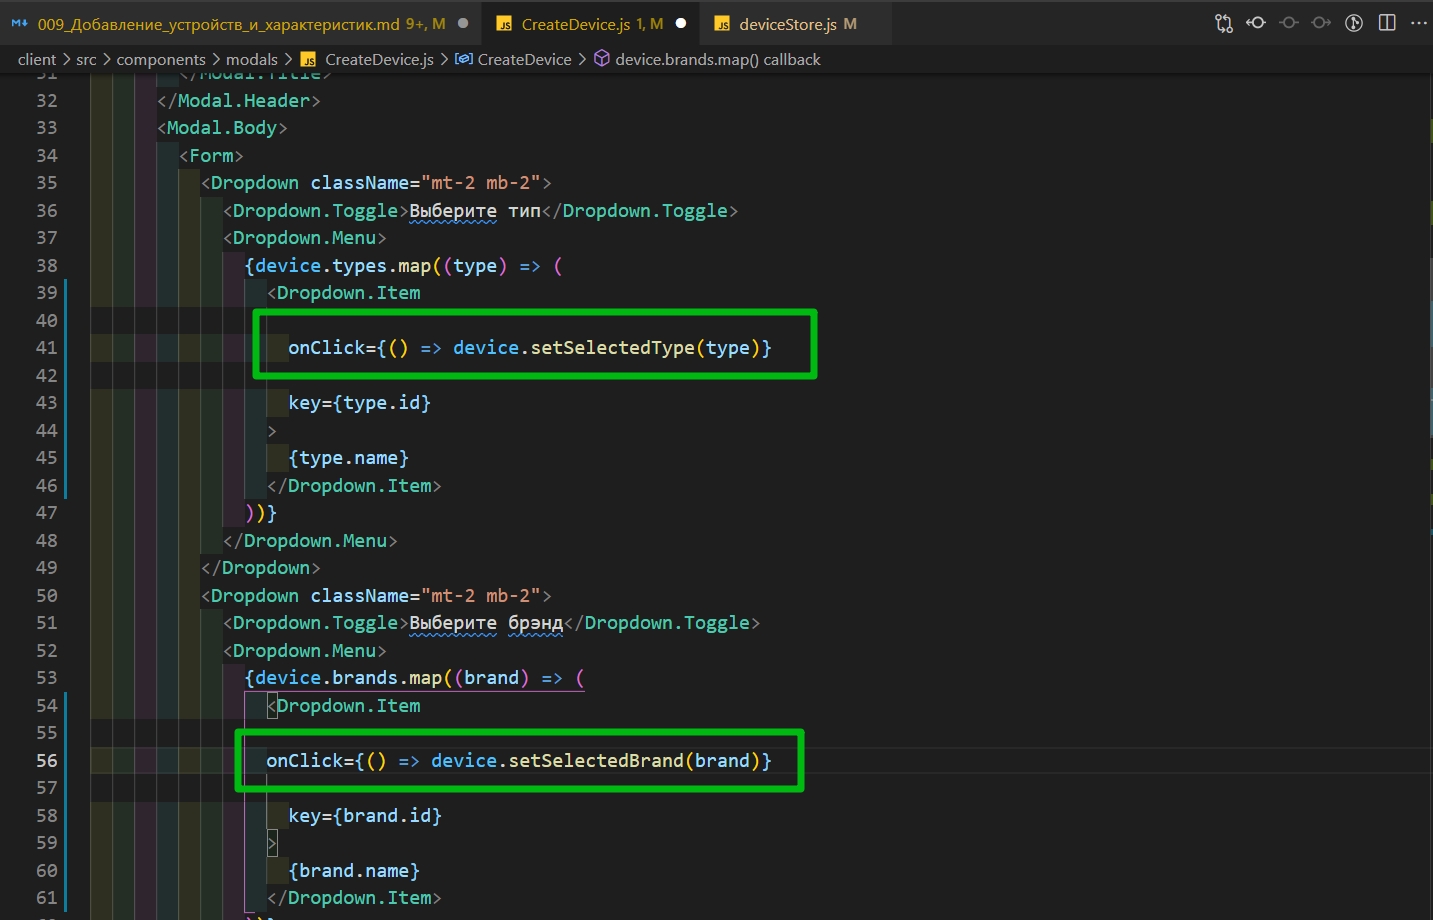 009_Добавление_устройств_и_характеристик.md 9+, M
JS CreateDevice.js 1, M
JS deviceStore.js M
client > src > components > modals > JS CreateDevice.js > CreateDevice > device.brands.map() callback
31 </Modal.Title>
32 </Modal.Header>
33 <Modal.Body>
34 <Form>
35 <Dropdown className="mt-2 mb-2">
36 <Dropdown.Toggle>Выберите тип</Dropdown.Toggle>
37 <Dropdown.Menu>
38 {device.types.map((type) => (
39 <Dropdown.Item
40
41 onClick={() => device.setSelectedType(type)}
42
43 key={type.id}
44 >
45 {type.name}
46 </Dropdown.Item>
47 ))}
48 </Dropdown.Menu>
49 </Dropdown>
50 <Dropdown className="mt-2 mb-2">
51 <Dropdown.Toggle>Выберите брэнд</Dropdown.Toggle>
52 <Dropdown.Menu>
53 {device.brands.map((brand) => (
54 <Dropdown.Item
55
56 onClick={() => device.setSelectedBrand(brand)}
57
58 key={brand.id}
59 >
60 {brand.name}
61 </Dropdown.Item>